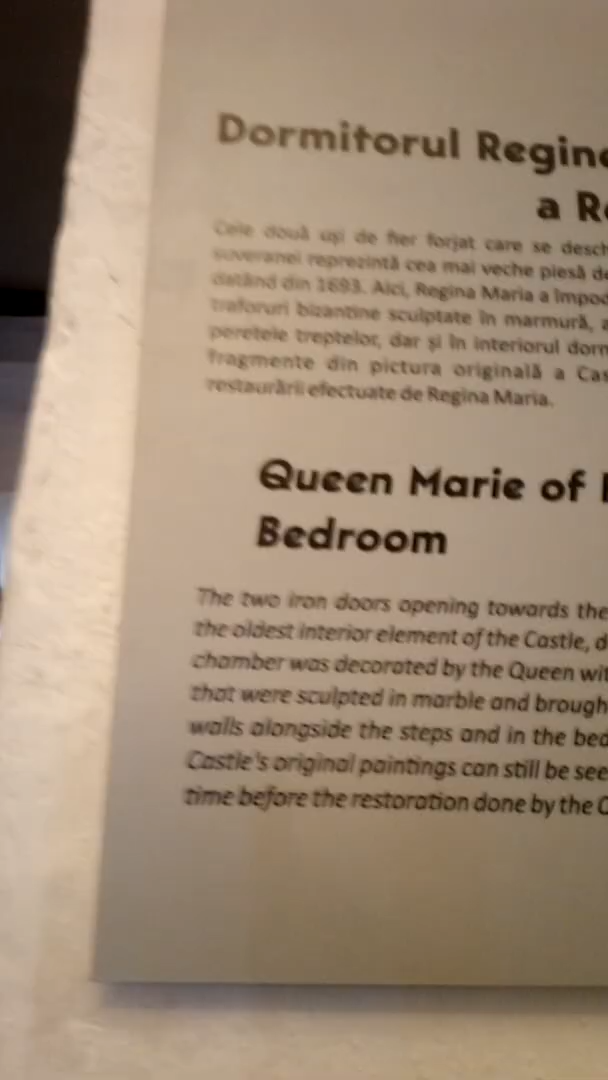 Dormitorul Regin
a R
Cele două uși de fier forjat care se desch
suveranei reprezintă cea mai veche piesă de
datând din 1693. Aici, Regina Maria a împod
traforuri bizantine sculptate în marmură, a
peretele treptelor, dar și în interiorul dorm
fragmente din pictura originală a Cas
restaurării efectuate de Regina Maria.
Queen Marie of
Bedroom
The two iron doors opening towards the
the oldest interior element of the Castle, d
chamber was decorated by the Queen wit
that were sculpted in marble and brough
walls alongside the steps and in the bed
Castle's original paintings can still be see
time before the restoration done by the